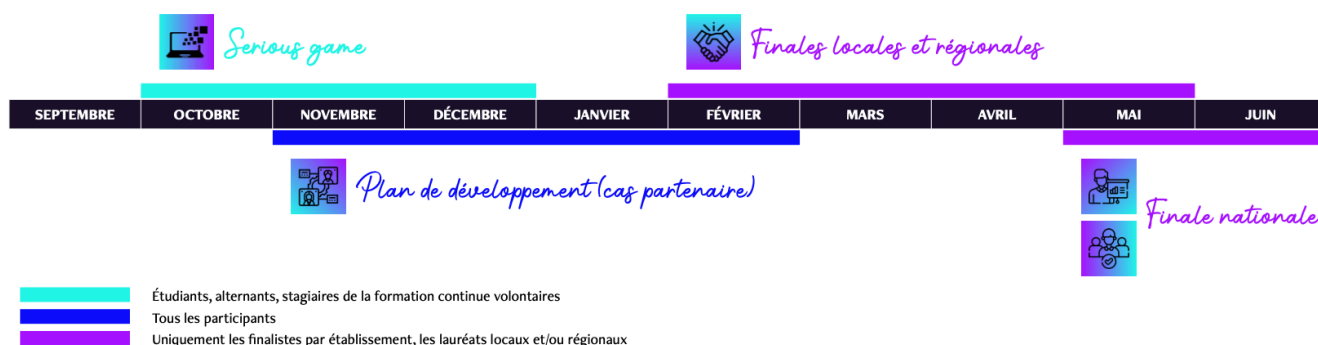 Serious game
Finales locales et régionales
SEPTEMBRE OCTOBRE NOVEMBRE DÉCEMBRE JANVIER FÉVRIER MARS AVRIL MAI JUIN
Plan de développement (cas partenaire)
Finale nationale
Étudiants, alternants, stagiaires de la formation continue volontaires
Tous les participants
Uniquement les finalistes par établissement, les lauréats locaux et/ou régionaux